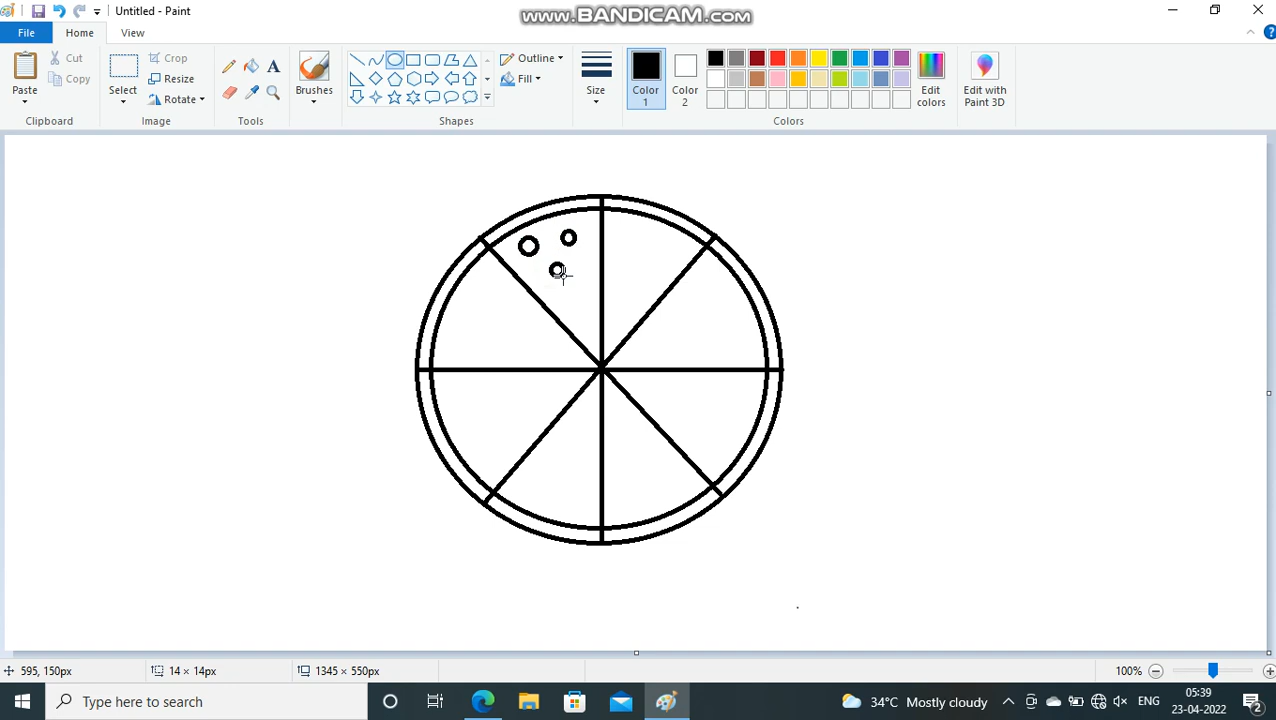 Untitled - Paint
www.BANDICAM.com
File
Home
View
Paste
Cut
Copy
Clipboard
Select
Crop
Resize
Rotate
Image
A
Tools
Brushes
Outline
Fill
Shapes
Size
Color 1
Color 2
Edit colors
Colors
Edit with Paint 3D
595, 150px
14 × 14px
1345 × 550px
100%
Type here to search
34°C Mostly cloudy
ENG
05:39
23-04-2022
2